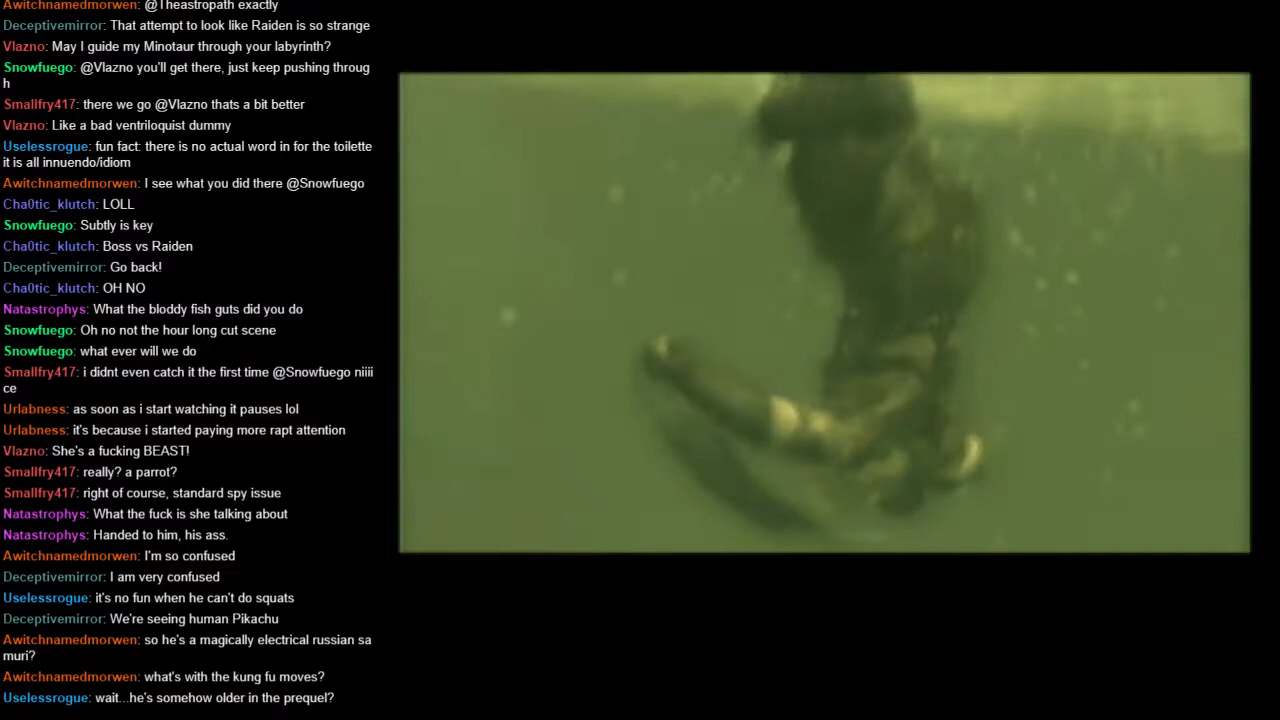 Awitchnamedmorwen: @Theastropath exactly
Deceptivemirror: That attempt to look like Raiden is so strange
Vlazno: May I guide my Minotaur through your labyrinth?
Snowfuego: @Vlazno you'll get there, just keep pushing throug
h
Smallfry417: there we go @Vlazno thats a bit better
Vlazno: Like a bad ventriloquist dummy
Uselessrogue: fun fact: there is no actual word in for the toilette
it is all innuendo/idiom
Awitchnamedmorwen: I see what you did there @Snowfuego
Cha0tic_klutch: LOLL
Snowfuego: Subtly is key
Cha0tic_klutch: Boss vs Raiden
Deceptivemirror: Go back!
Cha0tic_klutch: OH NO
Natastrophys: What the bloddy fish guts did you do
Snowfuego: Oh no not the hour long cut scene
Snowfuego: what ever will we do
Smallfry417: i didnt even catch it the first time @Snowfuego niiii
ce
Urlabness: as soon as i start watching it pauses lol
Urlabness: it's because i started paying more rapt attention
Vlazno: She's a fucking BEAST!
Smallfry417: really? a parrot?
Smallfry417: right of course, standard spy issue
Natastrophys: What the fuck is she talking about
Natastrophys: Handed to him, his ass.
Awitchnamedmorwen: I'm so confused
Deceptivemirror: I am very confused
Uselessrogue: it's no fun when he can't do squats
Deceptivemirror: We're seeing human Pikachu
Awitchnamedmorwen: so he's a magically electrical russian sa
muri?
Awitchnamedmorwen: what's with the kung fu moves?
Uselessrogue: wait...he's somehow older in the prequel?